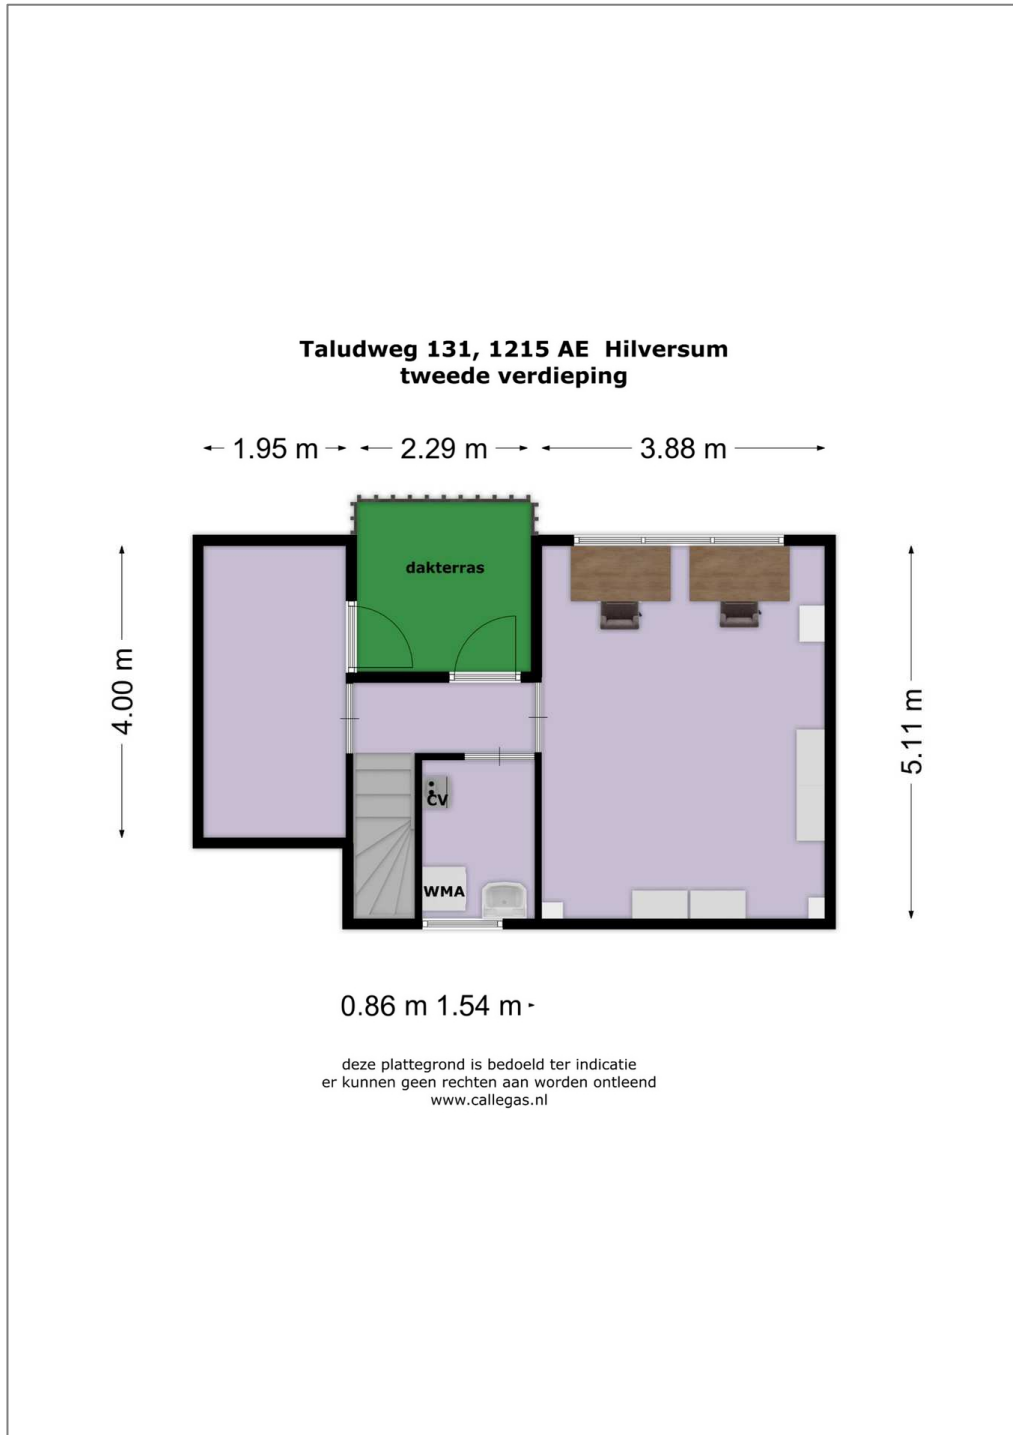 Taludweg 131, 1215 AE Hilversum
tweede verdieping
1.95 m 2.29 m 3.88 m
dakterras
4.00 m
5.11 m
CV
WMA
0.86 m 1.54 m
deze plattegrond is bedoeld ter indicatie
er kunnen geen rechten aan worden ontleend
www.callegas.nl